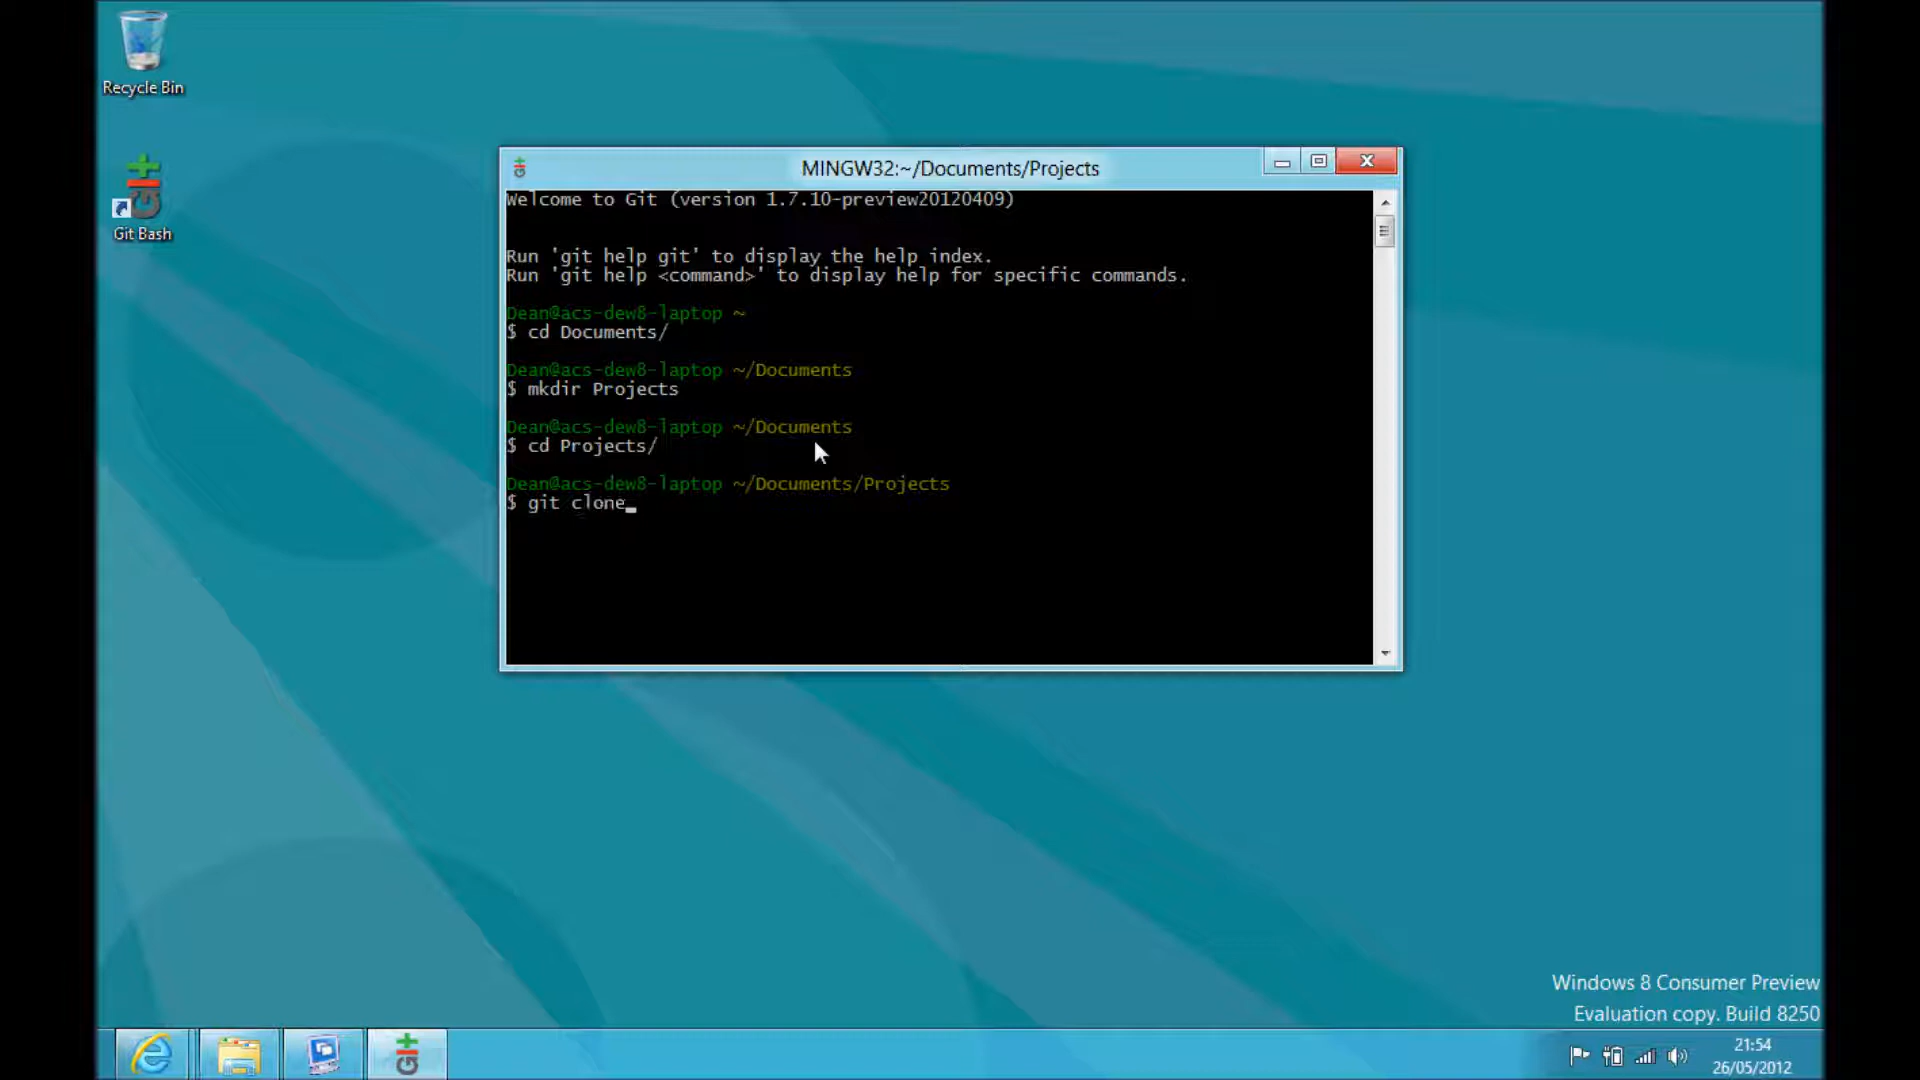 Recycle Bin
Git Bash
MINGW32:~/Documents/Projects
Welcome to Git (version 1.7.10-preview20120409)
Run 'git help git' to display the help index.
Run 'git help <command>' to display help for specific commands.
Dean@acs-dew8-laptop ~
$ cd Documents/
Dean@acs-dew8-laptop ~/Documents
$ mkdir Projects
Dean@acs-dew8-laptop ~/Documents
$ cd Projects/
Dean@acs-dew8-laptop ~/Documents/Projects
$ git clone
Windows 8 Consumer Preview
Evaluation copy. Build 8250
21:54
26/05/2012